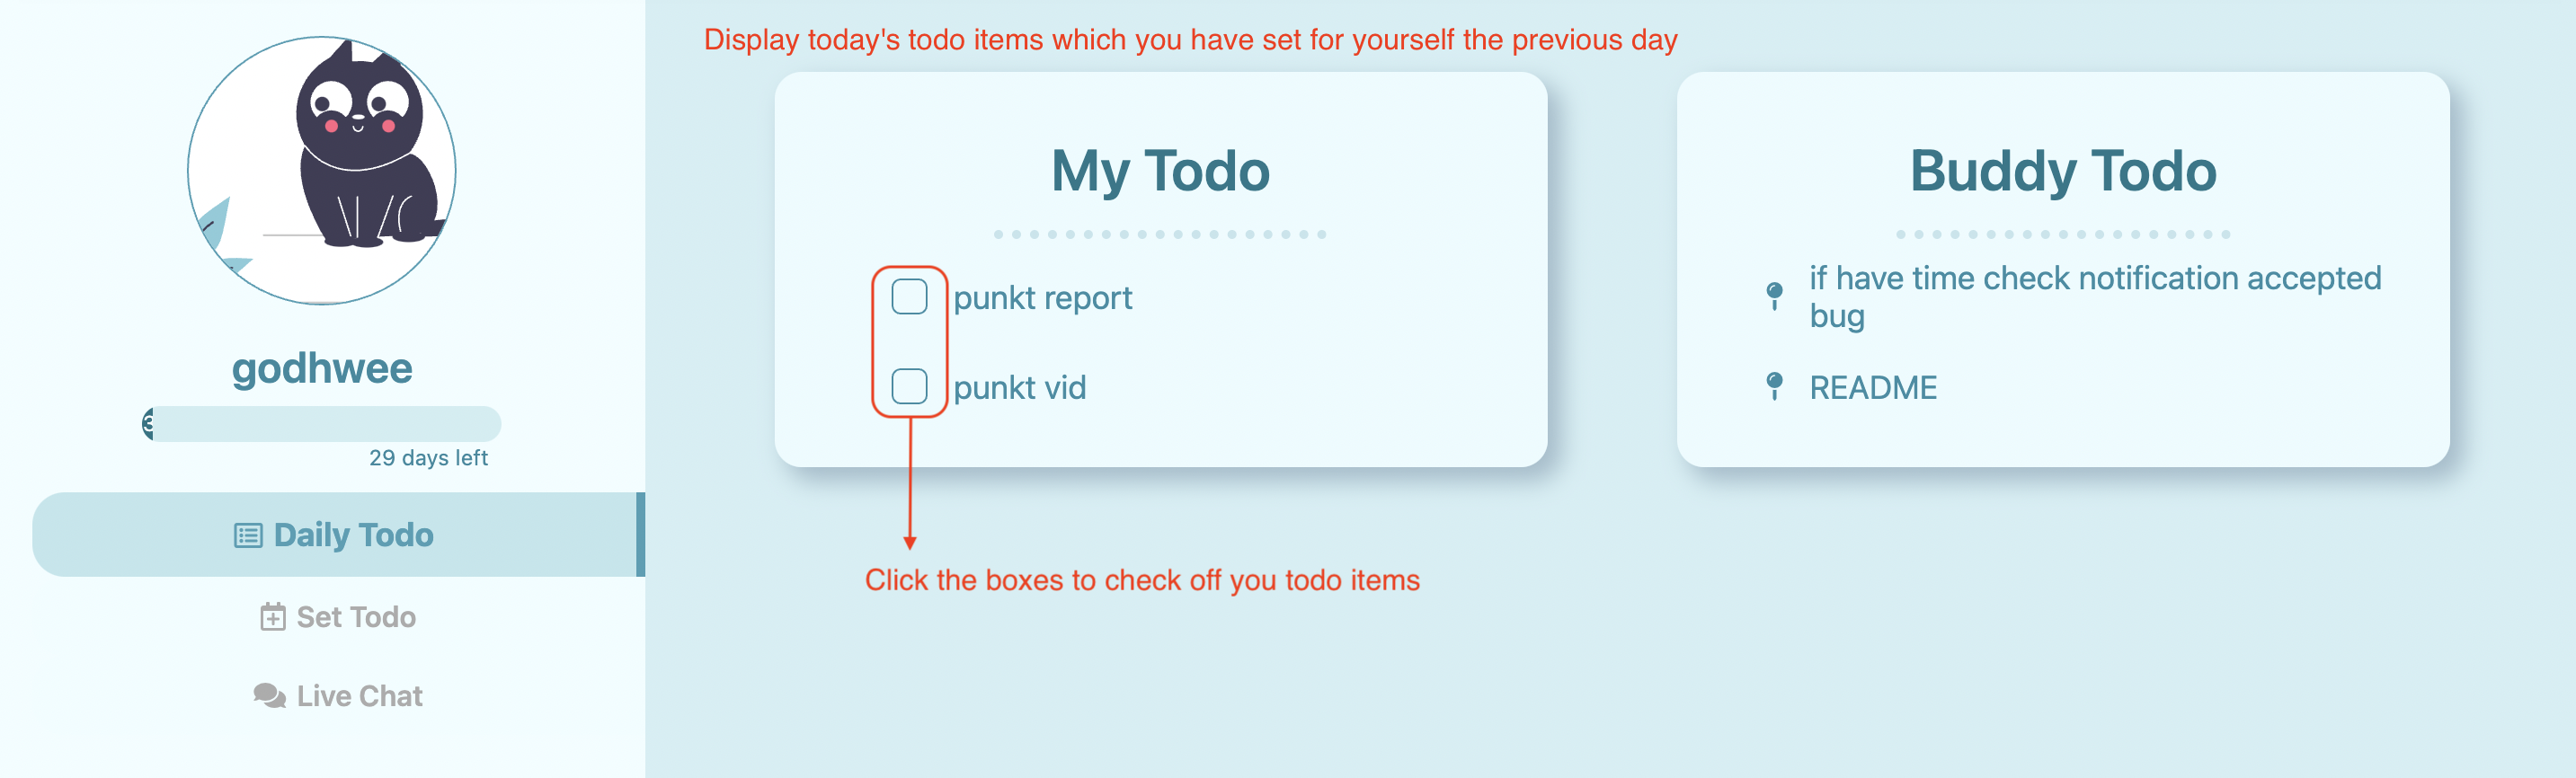 Display today's todo items which you have set for yourself the previous day
godhwee
3
29 days left
Daily Todo
Set Todo
Live Chat
My Todo
punkt report
punkt vid
Click the boxes to check off you todo items
Buddy Todo
if have time check notification accepted
bug
README